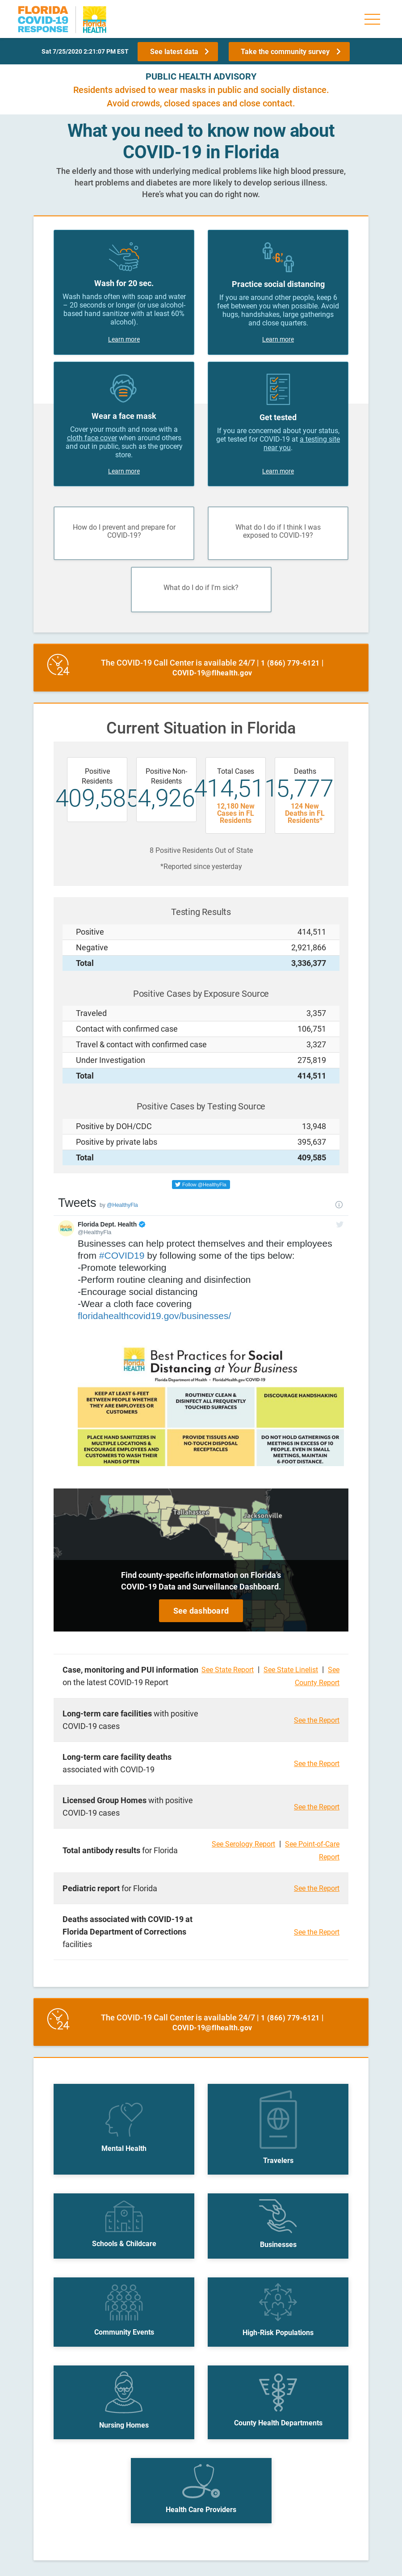 FLORIDA
COVID-19
RESPONSE
Florida
HEALTH
Sat 7/25/2020 2:21:07 PM EST
See latest data
Take the community survey
PUBLIC HEALTH ADVISORY
Residents advised to wear masks in public and socially distance.
Avoid crowds, closed spaces and close contact.
What you need to know now about
COVID-19 in Florida
The elderly and those with underlying medical problems like high blood pressure,
heart problems and diabetes are more likely to develop serious illness.
Here's what you can do right now.
Wash for 20 sec.
Wash hands often with soap and water
– 20 seconds or longer (or use alcohol-
based hand sanitizer with at least 60%
alcohol).
Learn more
6'
Practice social distancing
If you are around other people, keep 6
feet between you when possible. Avoid
hugs, handshakes, large gatherings
and close quarters.
Learn more
Wear a face mask
Cover your mouth and nose with a
cloth face cover when around others
and out in public, such as the grocery
store.
Learn more
Get tested
If you are concerned about your status,
get tested for COVID-19 at a testing site
near you.
Learn more
How do I prevent and prepare for
COVID-19?
What do I do if I think I was
exposed to COVID-19?
What do I do if I'm sick?
24
The COVID-19 Call Center is available 24/7 | 1 (866) 779-6121 |
COVID-19@flhealth.gov
Current Situation in Florida
Positive
Residents
409,585
Positive Non-
Residents
4,926
Total Cases
414,511
12,180 New
Cases in FL
Residents
Deaths
5,777
124 New
Deaths in FL
Residents*
8 Positive Residents Out of State
*Reported since yesterday
Testing Results
Positive 414,511
Negative 2,921,866
Total 3,336,377
Positive Cases by Exposure Source
Traveled 3,357
Contact with confirmed case 106,751
Travel & contact with confirmed case 3,327
Under Investigation 275,819
Total 414,511
Positive Cases by Testing Source
Positive by DOH/CDC 13,948
Positive by private labs 395,637
Total 409,585
Follow @HealthyFla
Tweets by @HealthyFla
Florida Dept. Health
@HealthyFla
Businesses can help protect themselves and their employees
from #COVID19 by following some of the tips below:
-Promote teleworking
-Perform routine cleaning and disinfection
-Encourage social distancing
-Wear a cloth face covering
floridahealthcovid19.gov/businesses/
HEALTH
Best Practices for Social
Distancing at Your Business
Florida Department of Health • FloridaHealth.gov/COVID-19
KEEP AT LEAST 6-FEET
BETWEEN PEOPLE WHETHER
THEY ARE EMPLOYEES OR
CUSTOMERS
ROUTINELY CLEAN &
DISINFECT ALL FREQUENTLY
TOUCHED SURFACES
DISCOURAGE HANDSHAKING
PLACE HAND SANITIZERS IN
MULTIPLE LOCATIONS &
ENCOURAGE EMPLOYEES AND
CUSTOMERS TO WASH THEIR
HANDS OFTEN
PROVIDE TISSUES AND
NO-TOUCH DISPOSAL
RECEPTACLES
DO NOT HOLD GATHERINGS OR
MEETINGS IN EXCESS OF 10
PEOPLE. EVEN IN SMALL
MEETINGS, MAINTAIN
6-FOOT DISTANCE.
Tallahassee
Jacksonville
Find county-specific information on Florida's
COVID-19 Data and Surveillance Dashboard.
See dashboard
Case, monitoring and PUI information
on the latest COVID-19 Report
See State Report | See State Linelist | See
County Report
Long-term care facilities with positive
COVID-19 cases
See the Report
Long-term care facility deaths
associated with COVID-19
See the Report
Licensed Group Homes with positive
COVID-19 cases
See the Report
Total antibody results for Florida
See Serology Report | See Point-of-Care
Report
Pediatric report for Florida
See the Report
Deaths associated with COVID-19 at
Florida Department of Corrections
facilities
See the Report
24
The COVID-19 Call Center is available 24/7 | 1 (866) 779-6121 |
COVID-19@flhealth.gov
Mental Health
Travelers
Schools & Childcare
Businesses
Community Events
High-Risk Populations
Nursing Homes
County Health Departments
Health Care Providers